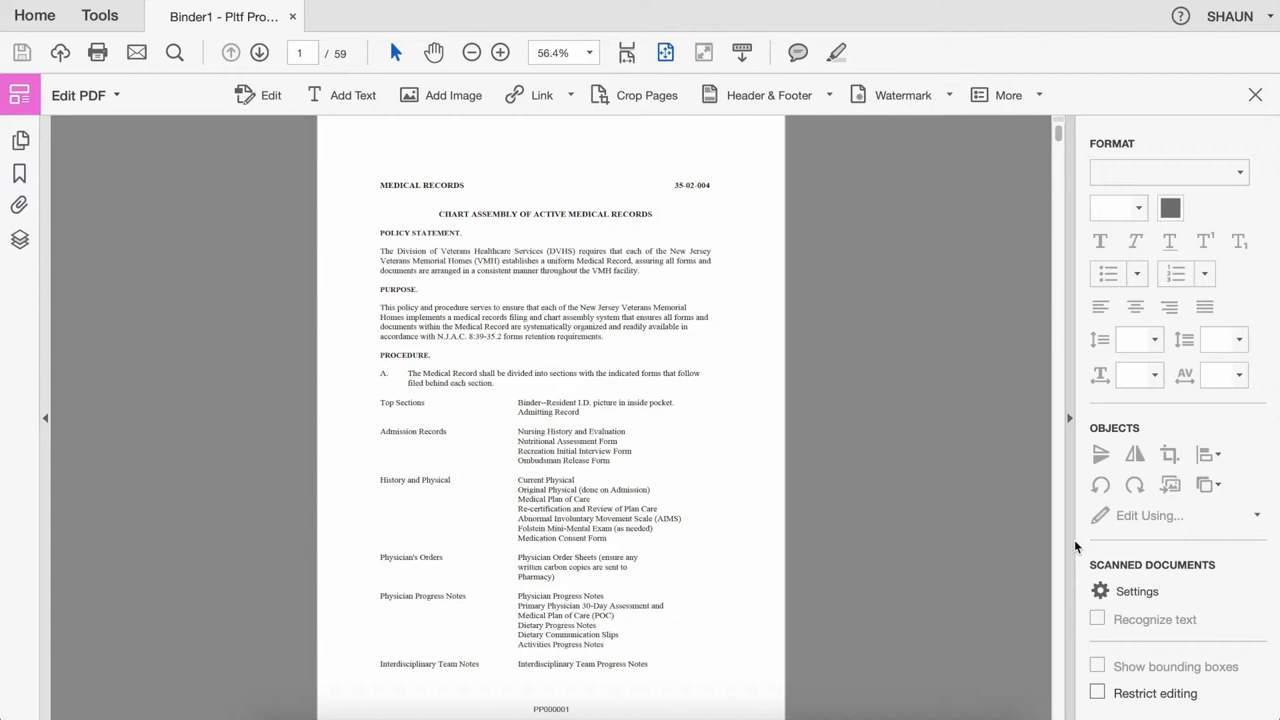 Home
Tools
Binder1 - Pltf Pro...
SHAUN
1 / 59
56.4%
Edit PDF
Edit
Add Text
Add Image
Link
Crop Pages
Header & Footer
Watermark
More
MEDICAL RECORDS 35-02-004
CHART ASSEMBLY OF ACTIVE MEDICAL RECORDS
POLICY STATEMENT.
The Division of Veterans Healthcare Services (DVHS) requires that each of the New Jersey
Veterans Memorial Homes (VMH) establishes a uniform Medical Record, assuring all forms and
documents are arranged in a consistent manner throughout the VMH facility.
PURPOSE.
This policy and procedure serves to ensure that each of the New Jersey Veterans Memorial
Homes implements a medical records filing and chart assembly system that ensures all forms and
documents within the Medical Record are systematically organized and readily available in
accordance with N.J.A.C. 8:39-35.2 forms retention requirements.
PROCEDURE.
A. The Medical Record shall be divided into sections with the indicated forms that follow
filed behind each section.
Top Sections Binder--Resident I.D. picture in inside pocket.
Admitting Record
Admission Records Nursing History and Evaluation
Nutritional Assessment Form
Recreation Initial Interview Form
Ombudsman Release Form
History and Physical Current Physical
Original Physical (done on Admission)
Medical Plan of Care
Re-certification and Review of Plan Care
Abnormal Involuntary Movement Scale (AIMS)
Folstein Mini-Mental Exam (as needed)
Medication Consent Form
Physician's Orders Physician Order Sheets (ensure any
written carbon copies are sent to
Pharmacy)
Physician Progress Notes Physician Progress Notes
Primary Physician 30-Day Assessment and
Medical Plan of Care (POC)
Dietary Progress Notes
Dietary Communication Slips
Activities Progress Notes
Interdisciplinary Team Notes Interdisciplinary Team Progress Notes
PP000001
FORMAT
OBJECTS
Edit Using...
SCANNED DOCUMENTS
Settings
Recognize text
Show bounding boxes
Restrict editing